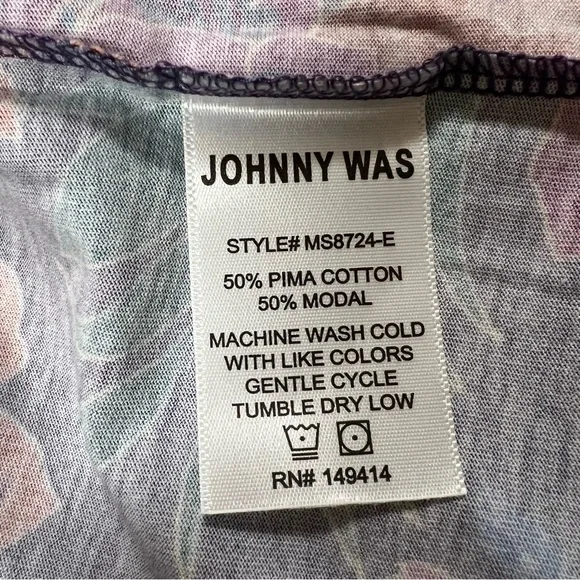 JOHNNY WAS
STYLE# MS8724-E
50% PIMA COTTON
50% MODAL
MACHINE WASH COLD
WITH LIKE COLORS
GENTLE CYCLE
TUMBLE DRY LOW
RN# 149414